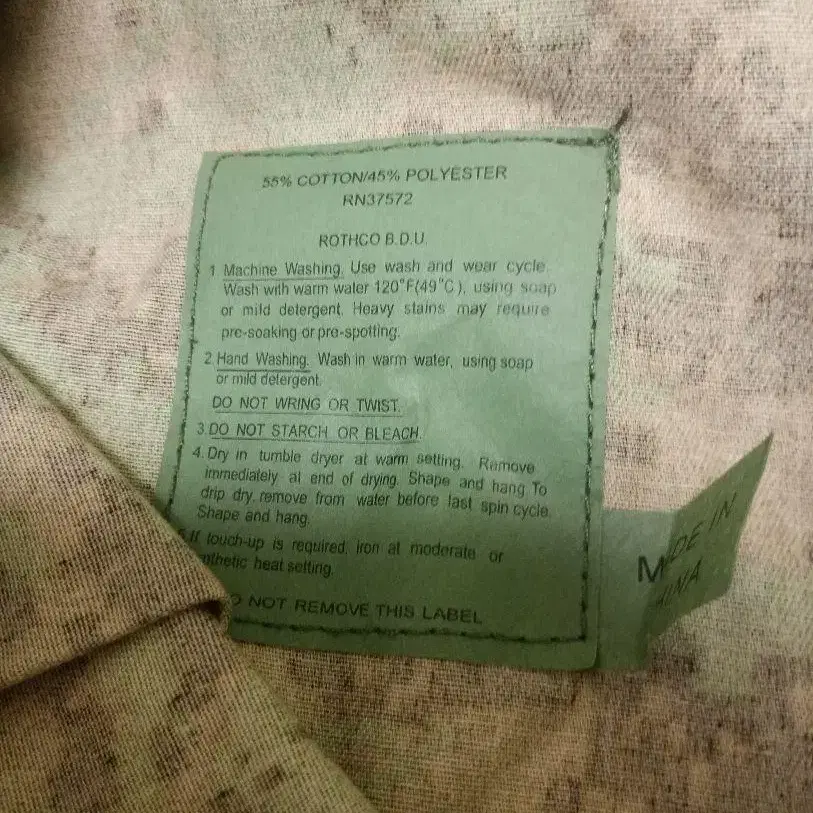 55% COTTON/45% POLYESTER
RN37572
ROTHCO B.D.U.
1 Machine Washing. Use wash and wear cycle.
Wash with warm water 120°F(49°C), using soap
or mild detergent. Heavy stains may require
pre-soaking or pre-spotting.
2. Hand Washing. Wash in warm water, using soap
or mild detergent.
DO NOT WRING OR TWIST.
3. DO NOT STARCH OR BLEACH.
4. Dry in tumble dryer at warm setting. Remove
immediately at end of drying. Shape and hang To
drip dry, remove from water before last spin cycle.
Shape and hang.
If touch-up is required, iron at moderate or
nthetic heat setting.
O NOT REMOVE THIS LABEL
MADE IN
HINA